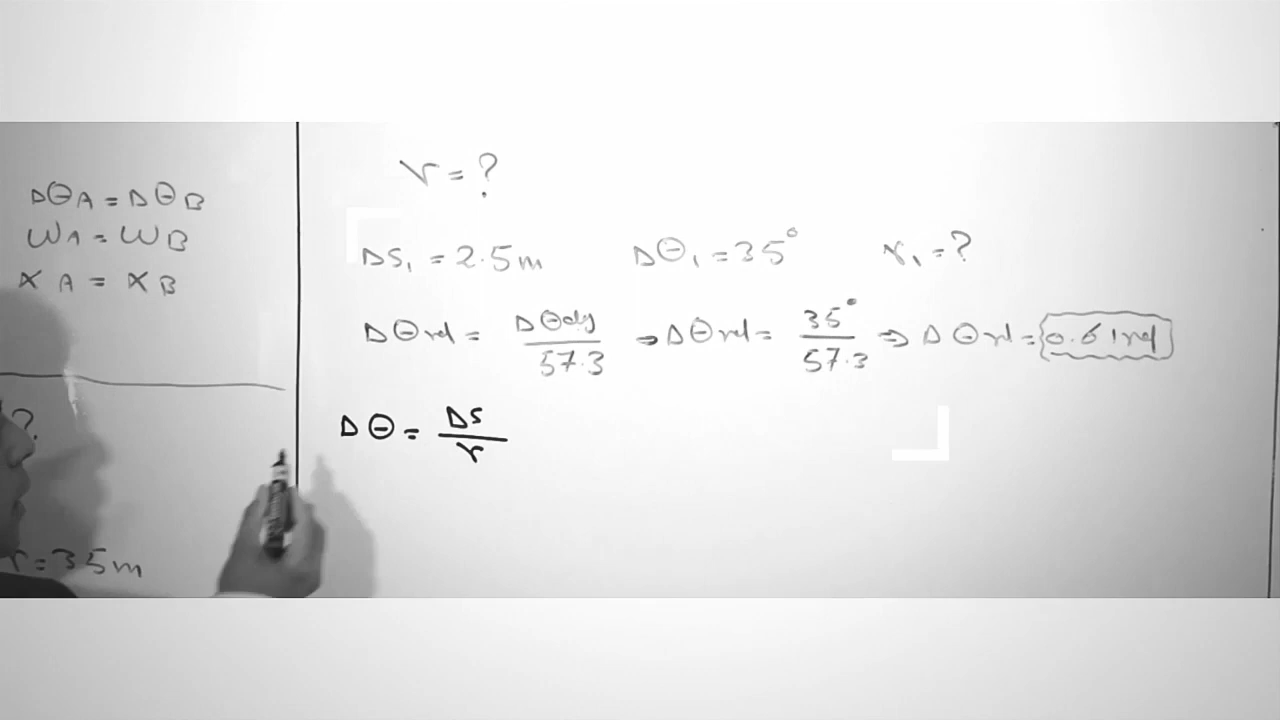 ΔθA = ΔθB
ωA = ωB
αA = αB
?
r = 35m
r = ?
ΔS₁ = 2.5m Δθ₁ = 35° r₁ = ?
Δθrd = Δθdg / 57.3 → Δθrd = 35° / 57.3 ⇒ Δθrd = 0.61rd
Δθ = ΔS / r